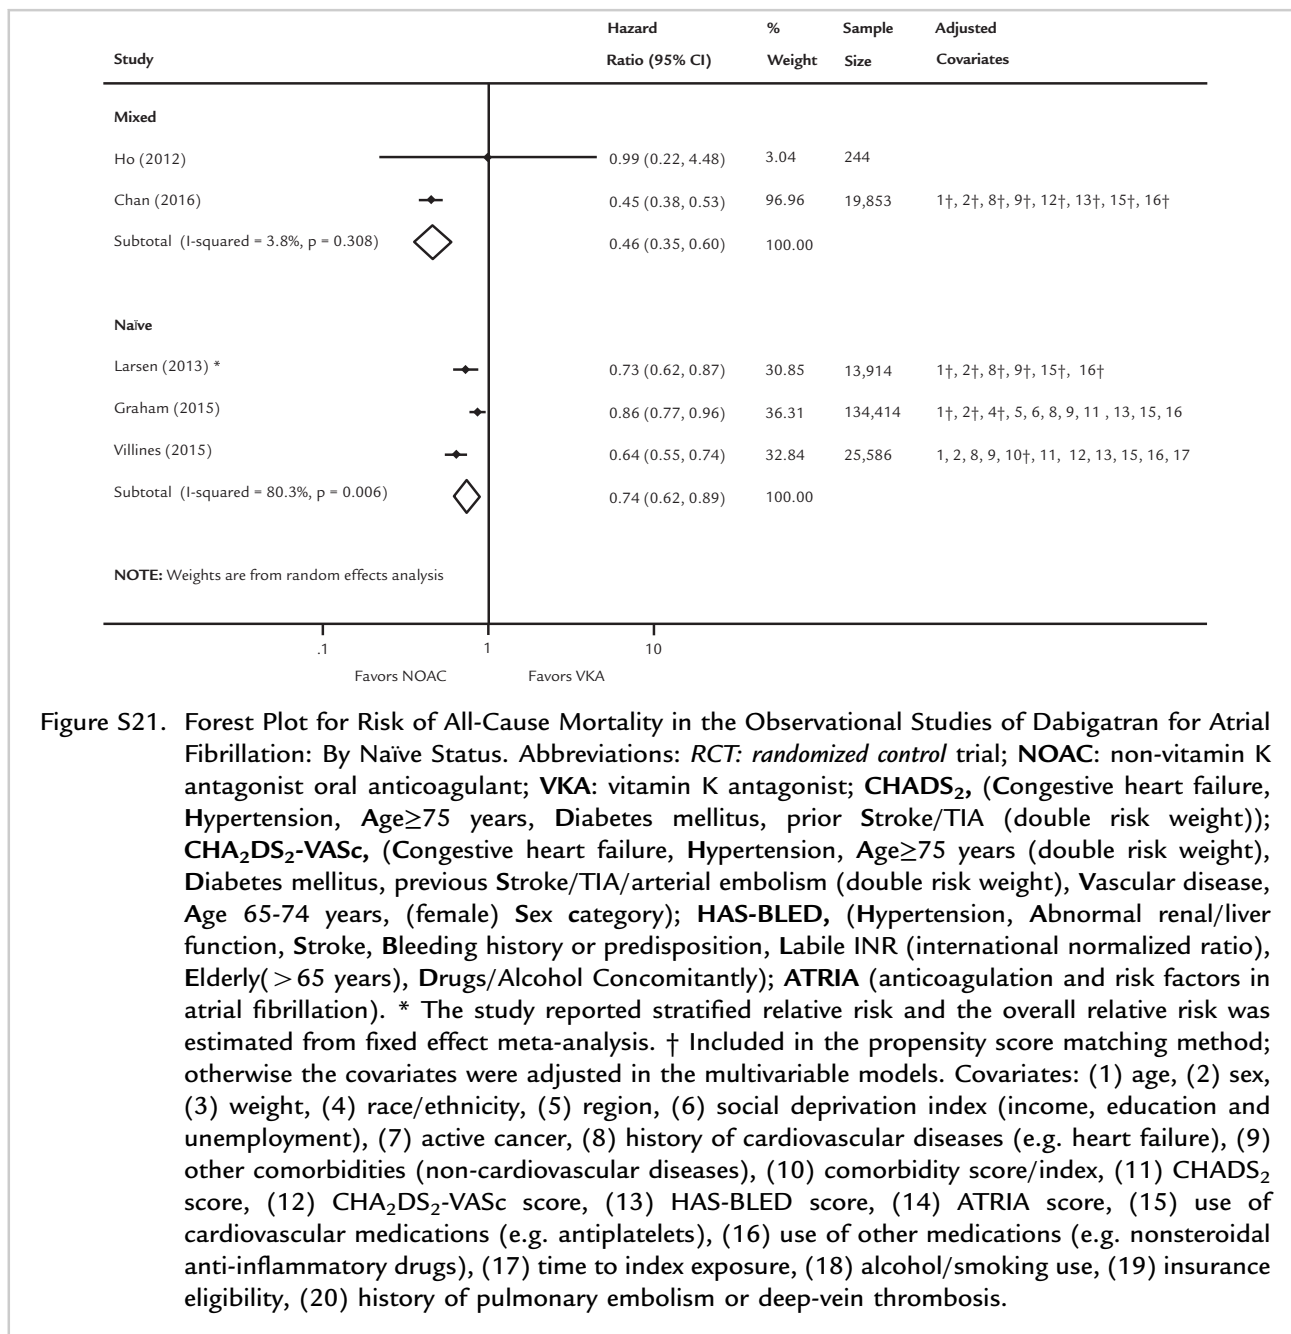 Hazard % Sample Adjusted
Study Ratio (95% CI) Weight Size Covariates
Mixed
Ho (2012) 0.99 (0.22, 4.48) 3.04 244
Chan (2016) 0.45 (0.38, 0.53) 96.96 19,853 1†, 2†, 8†, 9†, 12†, 13†, 15†, 16†
Subtotal (I-squared = 3.8%, p = 0.308) 0.46 (0.35, 0.60) 100.00
Naïve
Larsen (2013) * 0.73 (0.62, 0.87) 30.85 13,914 1†, 2†, 8†, 9†, 15†, 16†
Graham (2015) 0.86 (0.77, 0.96) 36.31 134,414 1†, 2†, 4†, 5, 6, 8, 9, 11 , 13, 15, 16
Villines (2015) 0.64 (0.55, 0.74) 32.84 25,586 1, 2, 8, 9, 10†, 11, 12, 13, 15, 16, 17
Subtotal (I-squared = 80.3%, p = 0.006) 0.74 (0.62, 0.89) 100.00
NOTE: Weights are from random effects analysis
.1 1 10
Favors NOAC Favors VKA
Figure S21. Forest Plot for Risk of All-Cause Mortality in the Observational Studies of Dabigatran for Atrial
Fibrillation: By Naïve Status. Abbreviations: RCT: randomized control trial; NOAC: non-vitamin K
antagonist oral anticoagulant; VKA: vitamin K antagonist; CHADS₂, (Congestive heart failure,
Hypertension, Age≥75 years, Diabetes mellitus, prior Stroke/TIA (double risk weight));
CHA₂DS₂-VASc, (Congestive heart failure, Hypertension, Age≥75 years (double risk weight),
Diabetes mellitus, previous Stroke/TIA/arterial embolism (double risk weight), Vascular disease,
Age 65-74 years, (female) Sex category); HAS-BLED, (Hypertension, Abnormal renal/liver
function, Stroke, Bleeding history or predisposition, Labile INR (international normalized ratio),
Elderly(>65 years), Drugs/Alcohol Concomitantly); ATRIA (anticoagulation and risk factors in
atrial fibrillation). * The study reported stratified relative risk and the overall relative risk was
estimated from fixed effect meta-analysis. † Included in the propensity score matching method;
otherwise the covariates were adjusted in the multivariable models. Covariates: (1) age, (2) sex,
(3) weight, (4) race/ethnicity, (5) region, (6) social deprivation index (income, education and
unemployment), (7) active cancer, (8) history of cardiovascular diseases (e.g. heart failure), (9)
other comorbidities (non-cardiovascular diseases), (10) comorbidity score/index, (11) CHADS₂
score, (12) CHA₂DS₂-VASc score, (13) HAS-BLED score, (14) ATRIA score, (15) use of
cardiovascular medications (e.g. antiplatelets), (16) use of other medications (e.g. nonsteroidal
anti-inflammatory drugs), (17) time to index exposure, (18) alcohol/smoking use, (19) insurance
eligibility, (20) history of pulmonary embolism or deep-vein thrombosis.